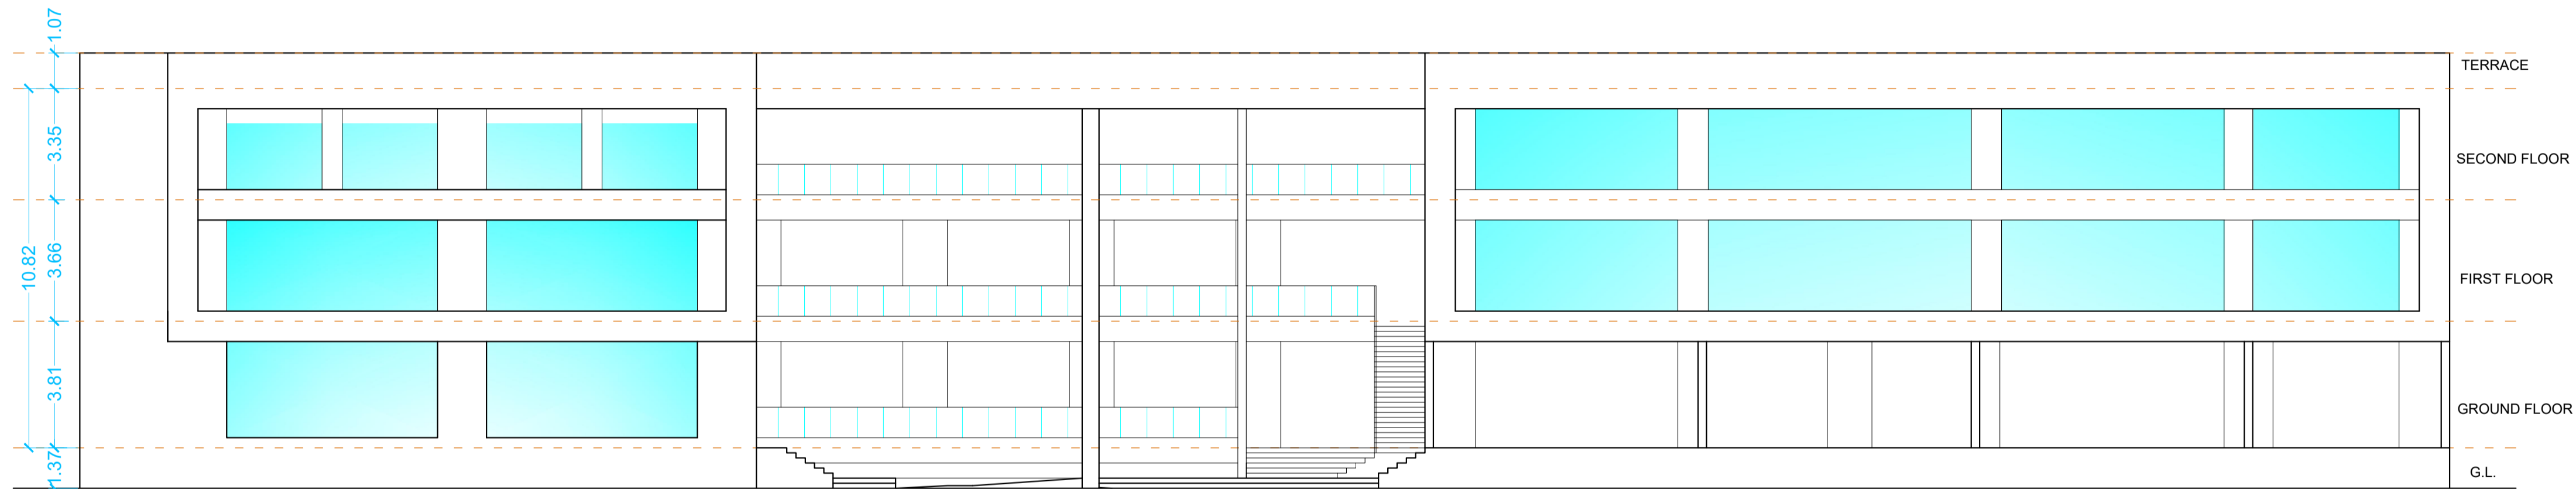 1.07
TERRACE
3.35
SECOND FLOOR
10.82
3.66
FIRST FLOOR
3.81
GROUND FLOOR
1.37
G.L.